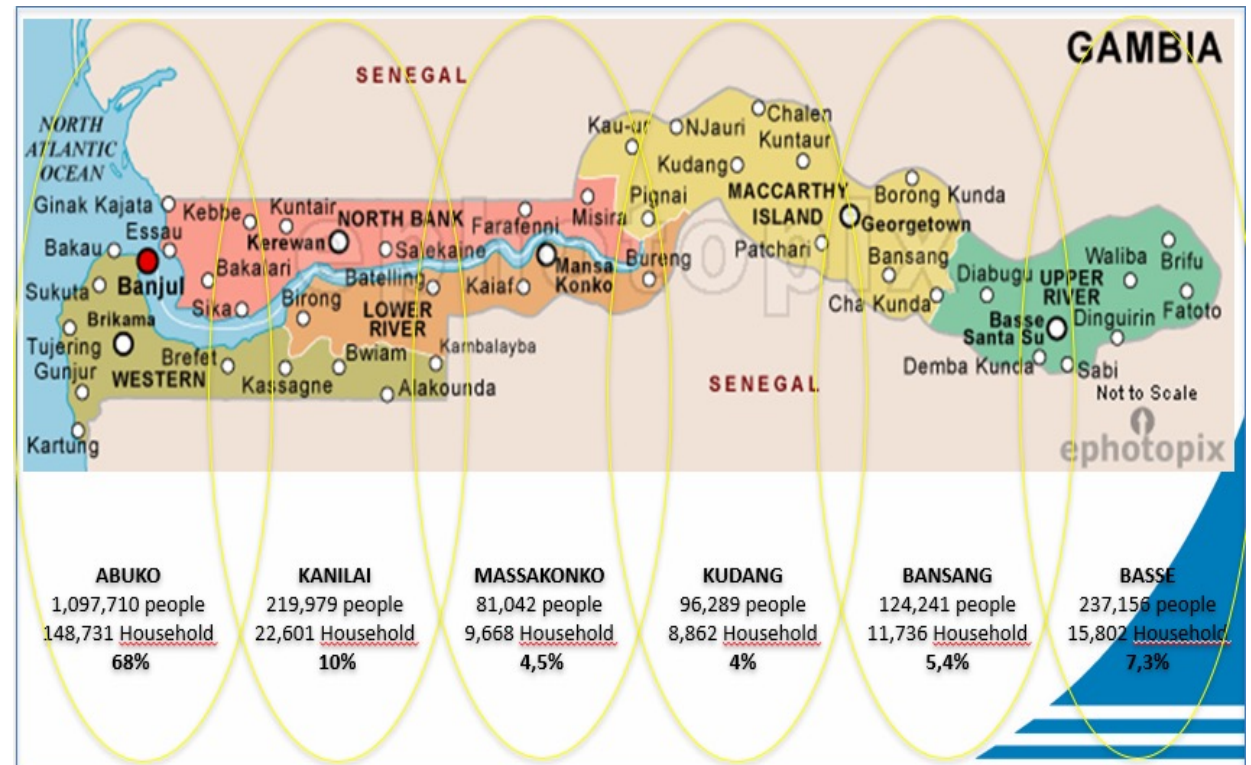 GAMBIA
SENEGAL
NORTH
ATLANTIC
OCEAN
Kau-ur
NJauri
Chalen
Kuntaur
Kudang
Pignai
MACCARTHY
ISLAND
Borong Kunda
Georgetown
Ginak Kajata
Kebbe
Kuntair
NORTH BANK
Farafenni
Misira
Essau
Kerewan
Salekaine
Patchari
Bakau
Banjul
Bakalari
Batelling
Kaiaf
Mansa
Konko
Bureng
Bansang
Diabugu
UPPER
RIVER
Waliba
Brifu
Sukuta
Sika
Birong
LOWER
RIVER
Cha Kunda
Basse
Santa Su
Dinguirin
Fatoto
Brikama
Tujering
Brefet
Bwiam
Kambalayba
Gunjur
WESTERN
Kassagne
Alakounda
SENEGAL
Demba Kunda
Sabi
Not to Scale
Kartung
ephotopix
ephotopix
ABUKO
1,097,710 people
148,731 Household
68%
KANILAI
219,979 people
22,601 Household
10%
MASSAKONKO
81,042 people
9,668 Household
4,5%
KUDANG
96,289 people
8,862 Household
4%
BANSANG
124,241 people
11,736 Household
5,4%
BASSE
237,156 people
15,802 Household
7,3%